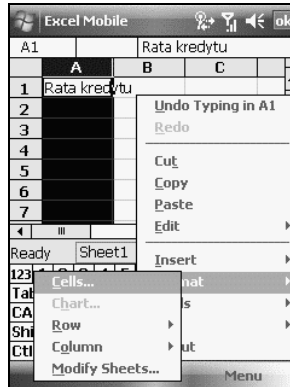 Excel Mobile ok
A1 Rata kredytu
A B C
1 Rata kredytu
2
3
4
5
6
7
Undo Typing in A1
Redo
Cut
Copy
Paste
Edit
Insert
Ready Sheet1
123
Cells...
Chart...
Row
Column
Modify Sheets...
Menu